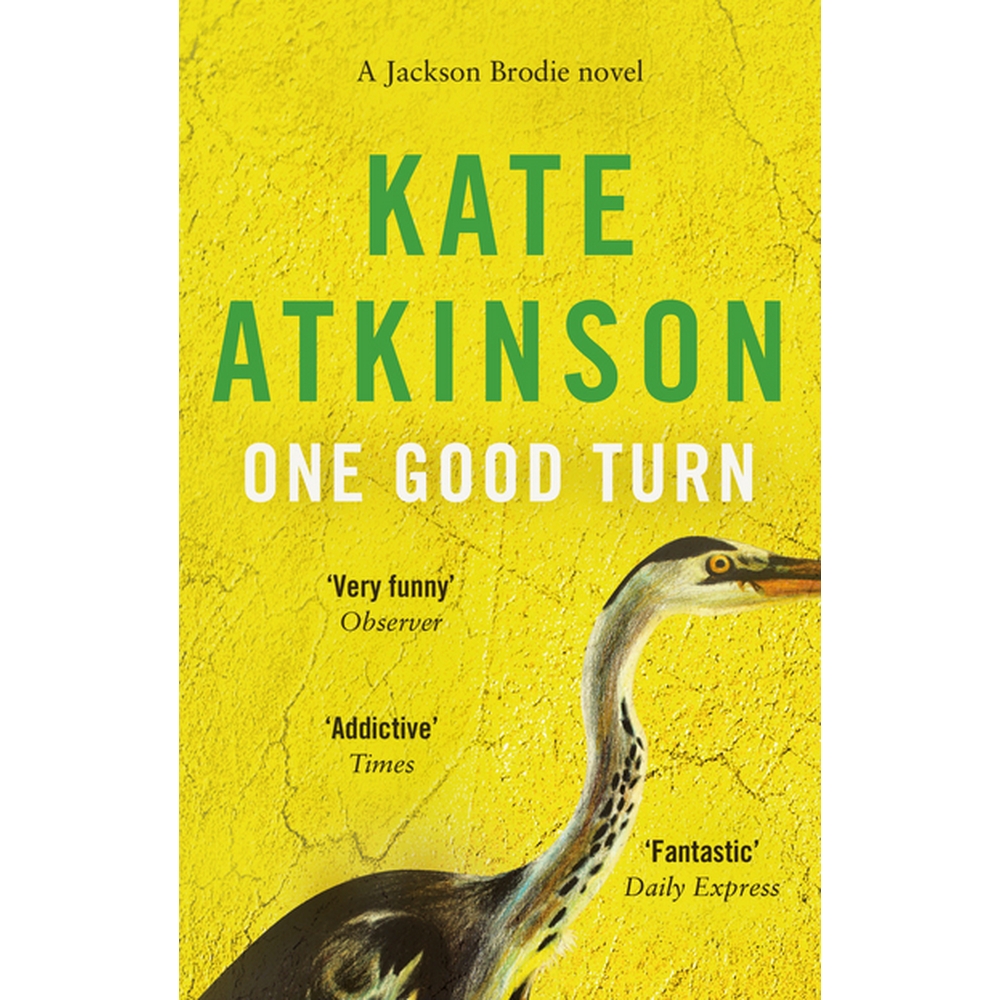 A Jackson Brodie novel
KATE
ATKINSON
ONE GOOD TURN
‘Very funny’
Observer
‘Addictive’
Times
‘Fantastic’
Daily Express